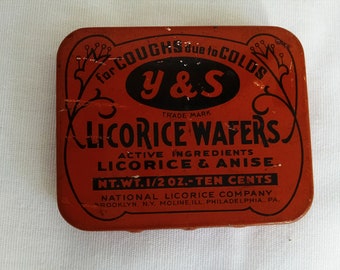 for COUGHS due to COLDS
Y & S
TRADE MARK
LICORICE WAFERS
ACTIVE INGREDIENTS
LICORICE & ANISE
NT. WT. 1/2 OZ. - TEN CENTS
NATIONAL LICORICE COMPANY
BROOKLYN, N.Y. MOLINE, ILL. PHILADELPHIA, PA.